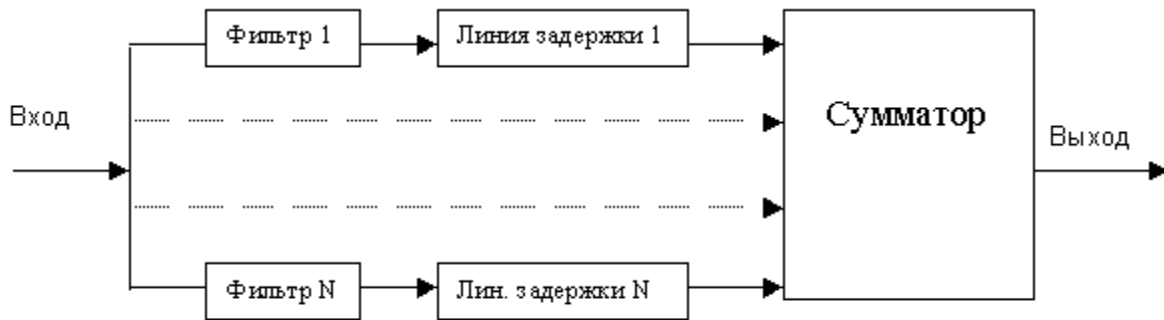 Фильтр 1
Линия задержки 1
Вход
Сумматор
Выход
Фильтр N
Лин. задержки N